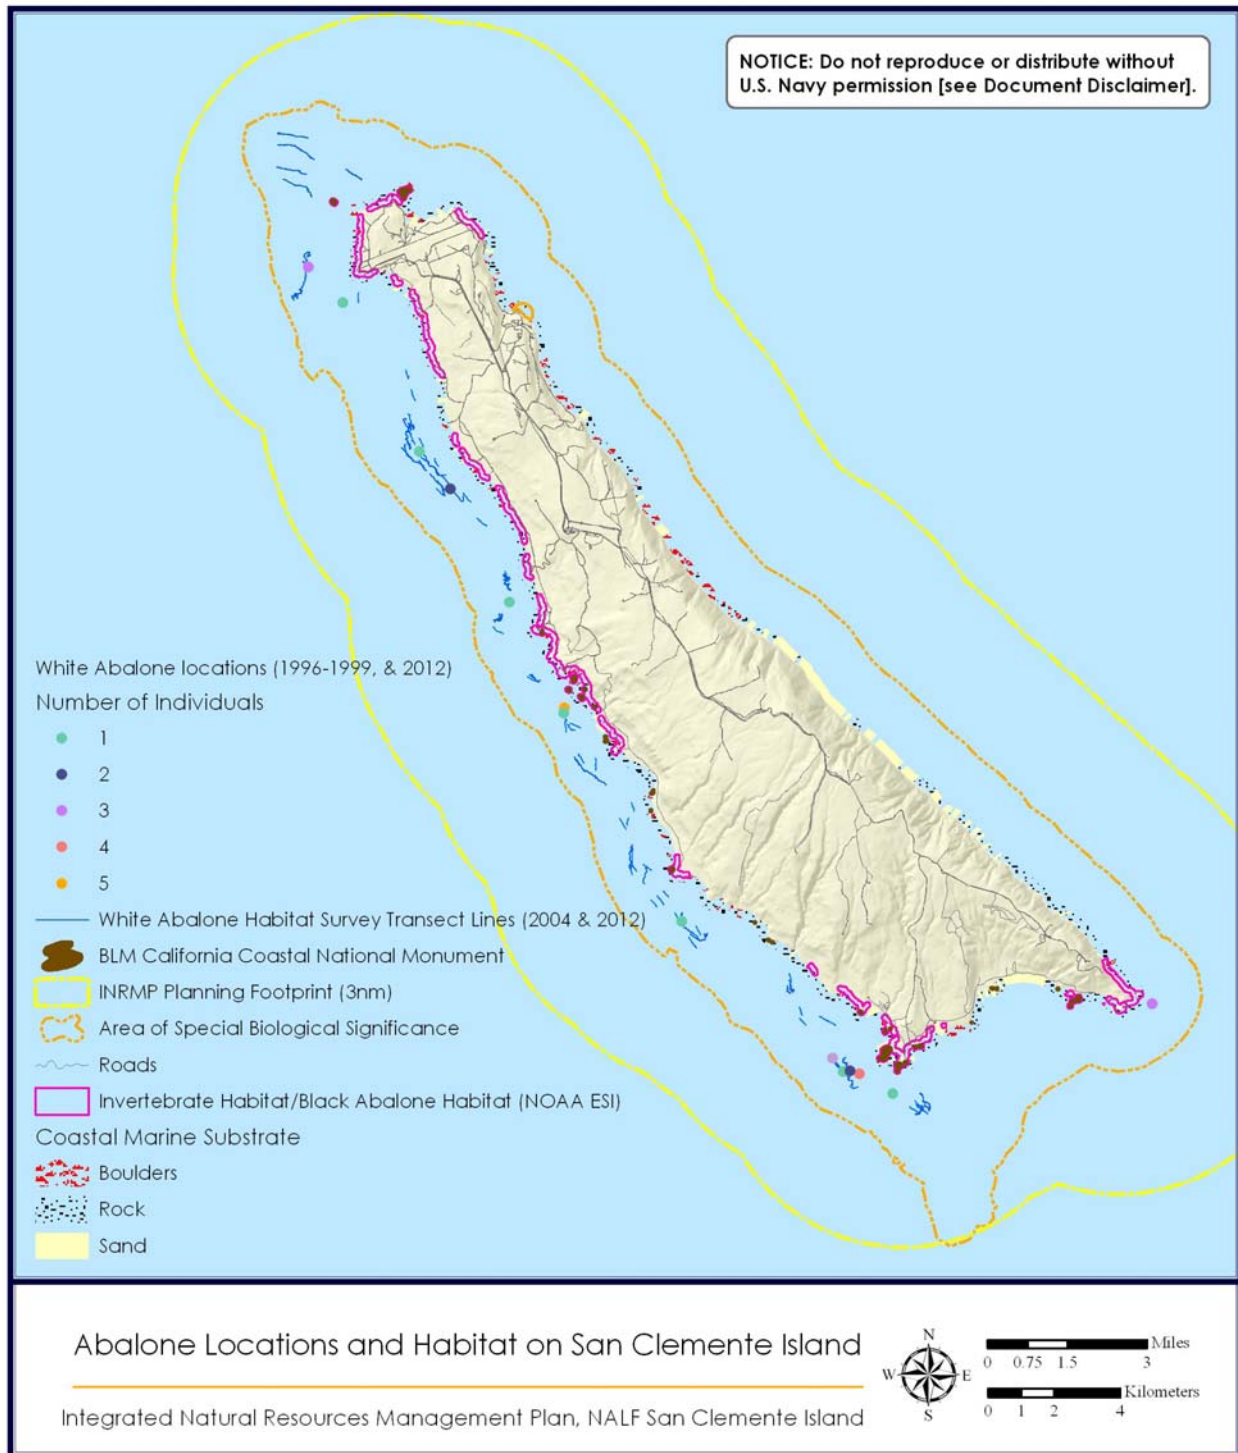 NOTICE: Do not reproduce or distribute without
U.S. Navy permission [see Document Disclaimer].
White Abalone locations (1996-1999, & 2012)
Number of Individuals
1
2
3
4
5
White Abalone Habitat Survey Transect Lines (2004 & 2012)
BLM California Coastal National Monument
INRMP Planning Footprint (3nm)
Area of Special Biological Significance
Roads
Invertebrate Habitat/Black Abalone Habitat (NOAA ESI)
Coastal Marine Substrate
Boulders
Rock
Sand
Abalone Locations and Habitat on San Clemente Island
Integrated Natural Resources Management Plan, NALF San Clemente Island
N
W E
S
Miles
0 0.75 1.5 3
Kilometers
0 1 2 4